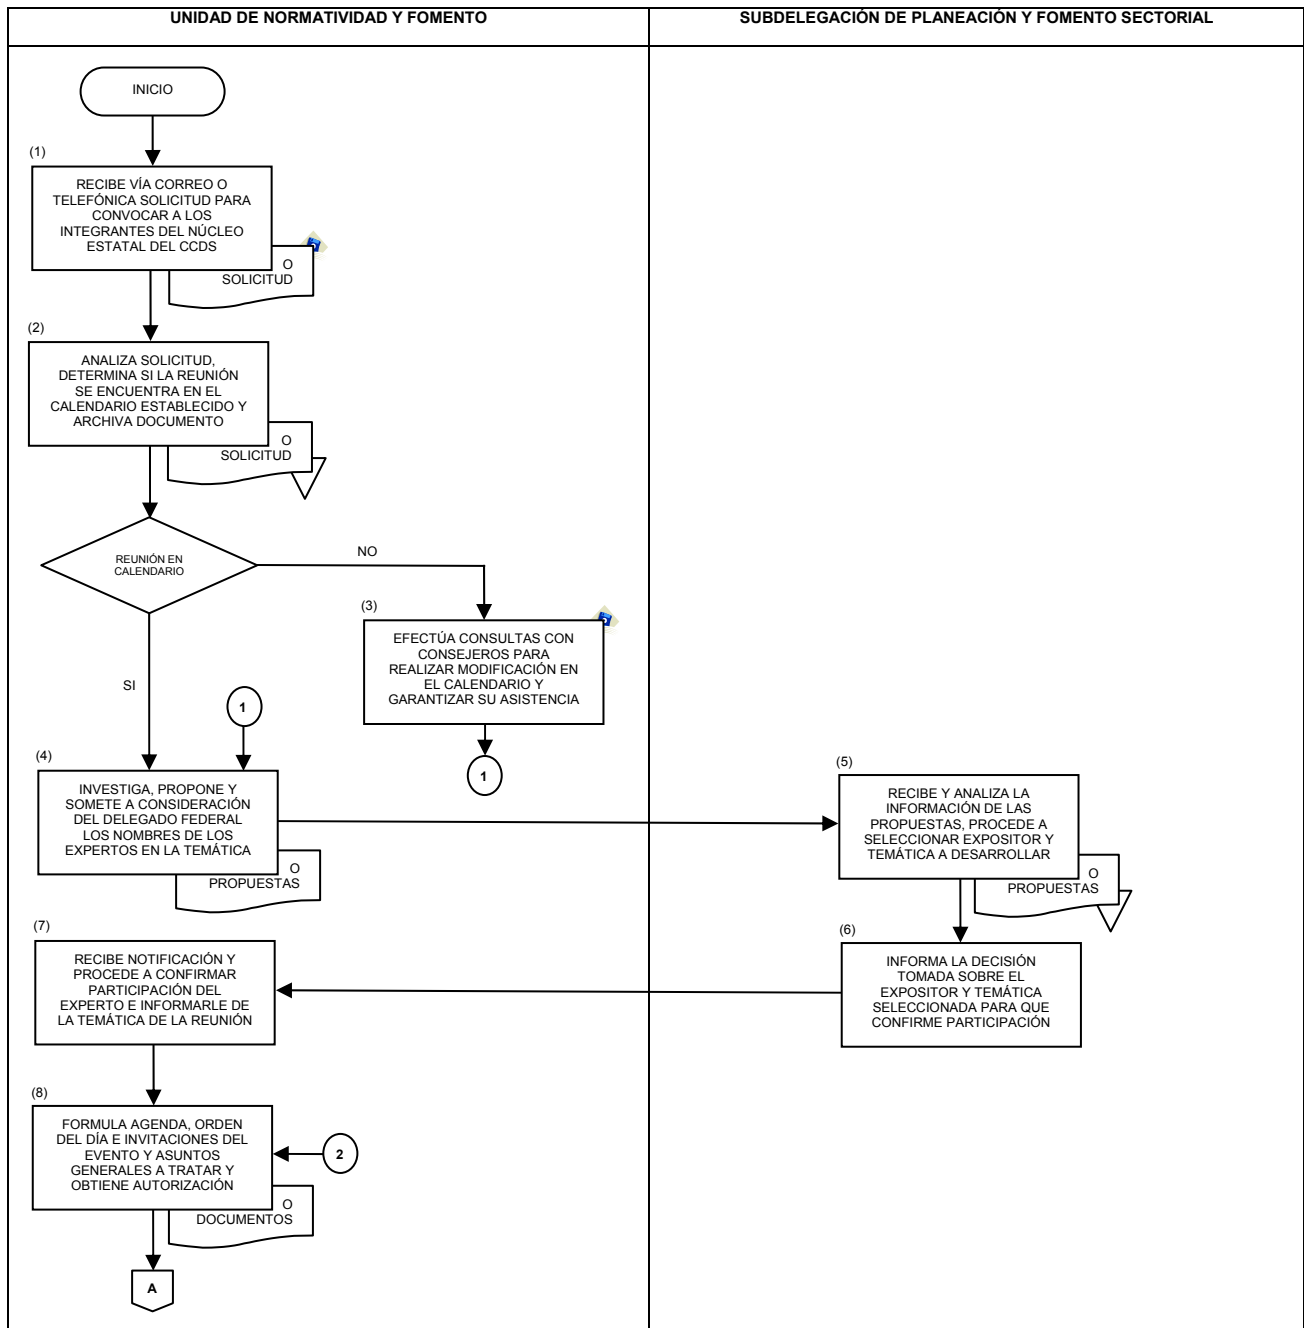 UNIDAD DE NORMATIVIDAD Y FOMENTO
SUBDELEGACIÓN DE PLANEACIÓN Y FOMENTO SECTORIAL
INICIO
(1)
RECIBE VÍA CORREO O
TELEFÓNICA SOLICITUD PARA
CONVOCAR A LOS
INTEGRANTES DEL NÚCLEO
ESTATAL DEL CCDS
O
SOLICITUD
(2)
ANALIZA SOLICITUD,
DETERMINA SI LA REUNIÓN
SE ENCUENTRA EN EL
CALENDARIO ESTABLECIDO Y
ARCHIVA DOCUMENTO
O
SOLICITUD
REUNIÓN EN
CALENDARIO
NO
SI
(3)
EFECTÚA CONSULTAS CON
CONSEJEROS PARA
REALIZAR MODIFICACIÓN EN
EL CALENDARIO Y
GARANTIZAR SU ASISTENCIA
1
1
(4)
INVESTIGA, PROPONE Y
SOMETE A CONSIDERACIÓN
DEL DELEGADO FEDERAL
LOS NOMBRES DE LOS
EXPERTOS EN LA TEMÁTICA
O
PROPUESTAS
(5)
RECIBE Y ANALIZA LA
INFORMACIÓN DE LAS
PROPUESTAS, PROCEDE A
SELECCIONAR EXPOSITOR Y
TEMÁTICA A DESARROLLAR
O
PROPUESTAS
(6)
INFORMA LA DECISIÓN
TOMADA SOBRE EL
EXPOSITOR Y TEMÁTICA
SELECCIONADA PARA QUE
CONFIRME PARTICIPACIÓN
(7)
RECIBE NOTIFICACIÓN Y
PROCEDE A CONFIRMAR
PARTICIPACIÓN DEL
EXPERTO E INFORMARLE DE
LA TEMÁTICA DE LA REUNIÓN
(8)
FORMULA AGENDA, ORDEN
DEL DÍA E INVITACIONES DEL
EVENTO Y ASUNTOS
GENERALES A TRATAR Y
OBTIENE AUTORIZACIÓN
2
O
DOCUMENTOS
A